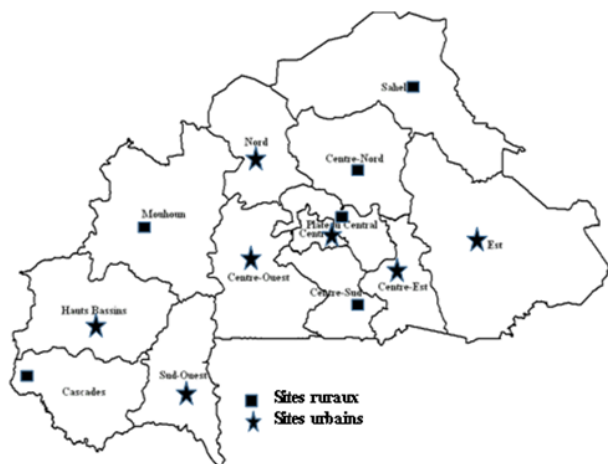 Sahel
Nord
Centre-Nord
Mouhoun
Plateau Central
Centre
Est
Centre-Ouest
Centre-Est
Centre-Sud
Hauts Bassins
Sud-Ouest
Cascades
Sites ruraux
Sites urbains